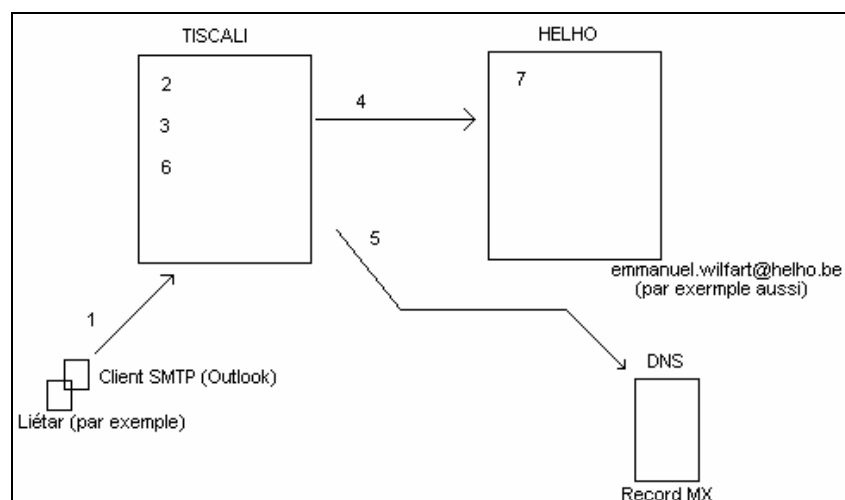 TISCALI
HELHO
2
3
6
4
7
5
emmanuel.wilfart@helho.be
(par exermple aussi)
1
Client SMTP (Outlook)
Liétar (par exemple)
DNS
Record MX